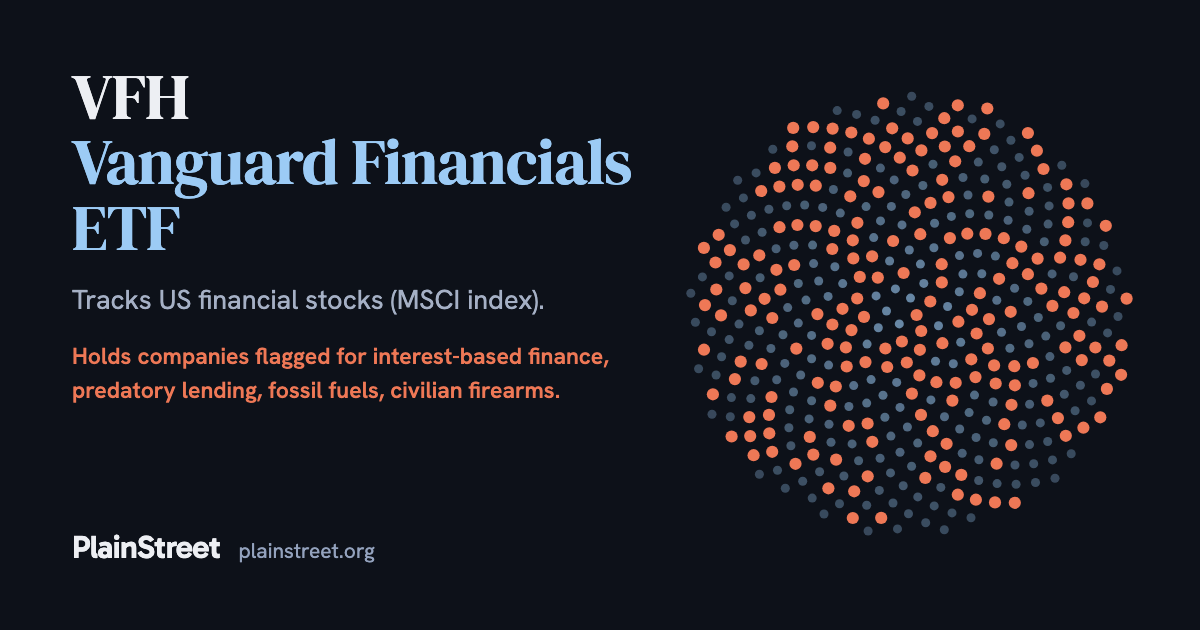 VFH
Vanguard Financials
ETF
Tracks US financial stocks (MSCI index).
Holds companies flagged for interest-based finance,
predatory lending, fossil fuels, civilian firearms.
PlainStreet plainstreet.org